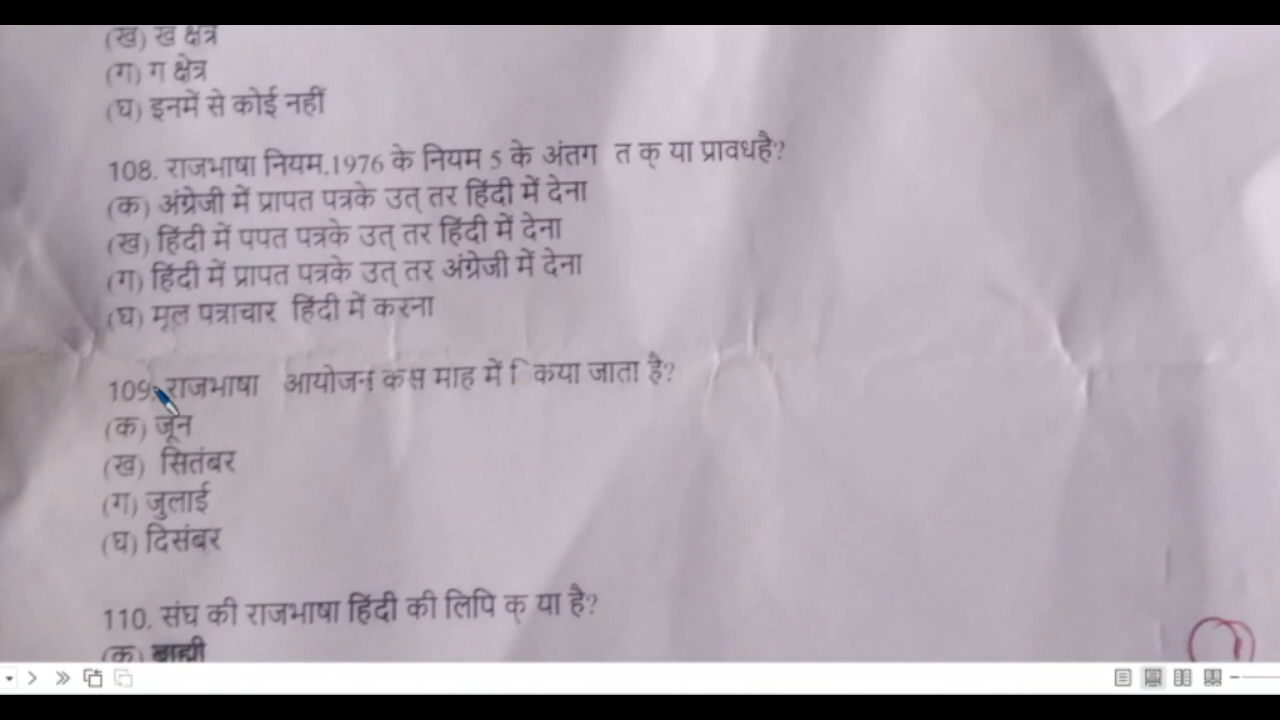 (ख) ख क्षेत्र
(ग) ग क्षेत्र
(घ) इनमें से कोई नहीं
108. राजभाषा नियम,1976 के नियम 5 के अंतग त क् या प्रावधहै?
(क) अंग्रेजी में प्रापत पत्रके उत् तर हिंदी में देना
(ख) हिंदी में पपत पत्रके उत् तर हिंदी में देना
(ग) हिंदी में प्रापत पत्रके उत् तर अंग्रेजी में देना
(घ) मूल पत्राचार हिंदी में करना
109. राजभाषा आयोजन कस माह में ि कया जाता है?
(क) जून
(ख) सितंबर
(ग) जुलाई
(घ) दिसंबर
110. संघ की राजभाषा हिंदी की लिपि क् या है?
(क) ब्राह्मी